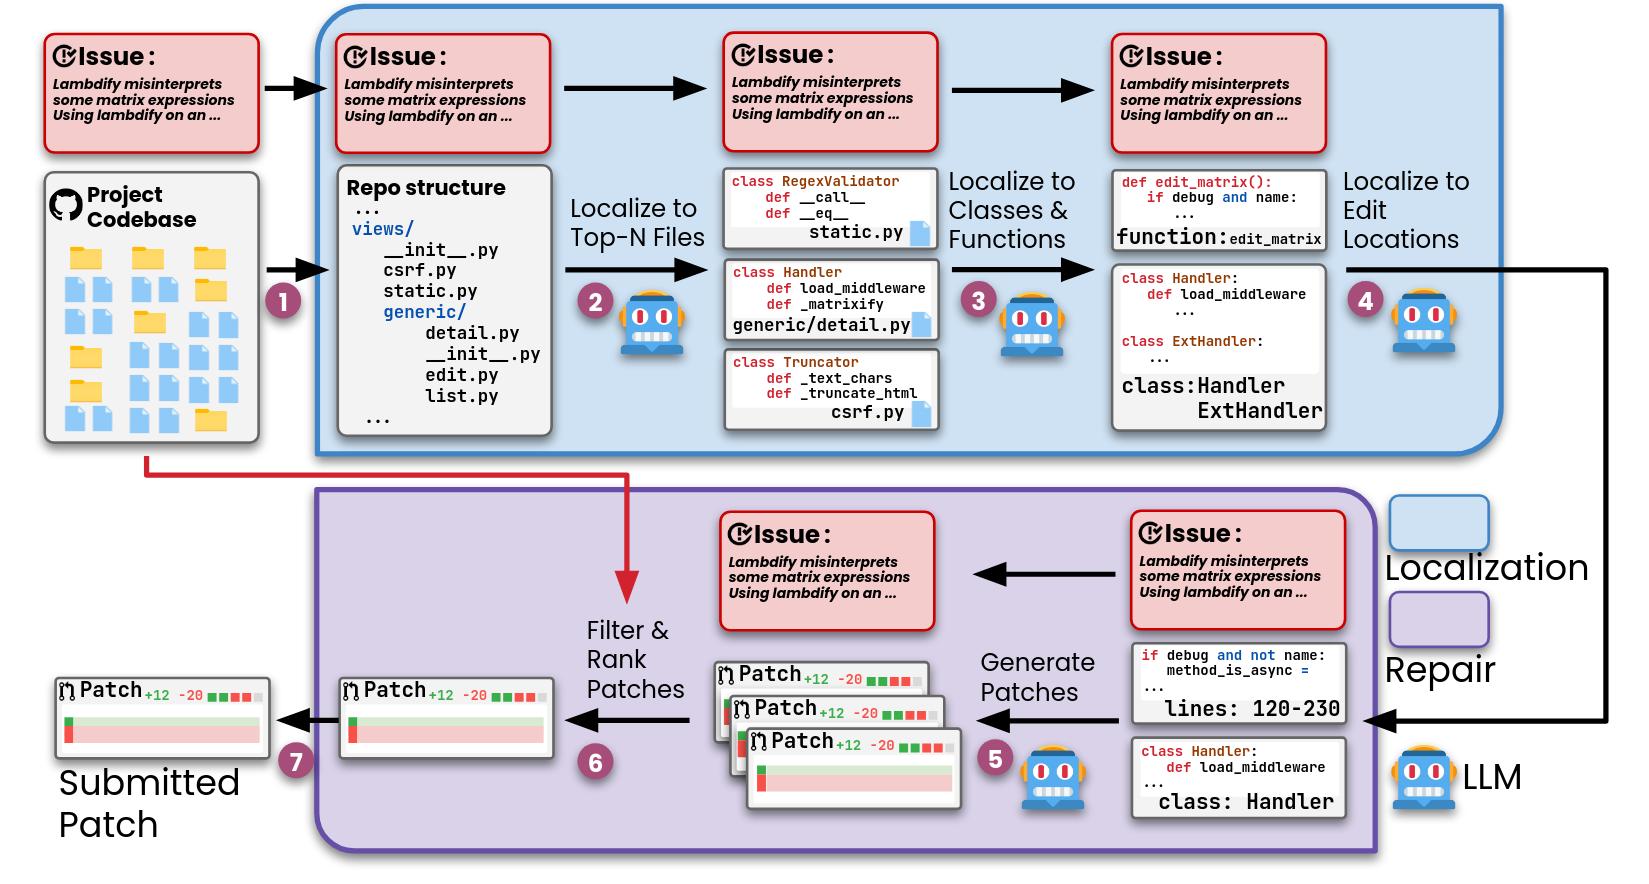 Issue:
Lambdify misinterprets
some matrix expressions
Using lambdify on an ...
Project
Codebase
1
Issue:
Lambdify misinterprets
some matrix expressions
Using lambdify on an ...
Repo structure
...
views/
__init__.py
csrf.py
static.py
generic/
detail.py
__init__.py
edit.py
list.py
...
Localize to
Top-N Files
2
Issue:
Lambdify misinterprets
some matrix expressions
Using lambdify on an ...
class RegexValidator
def __call__
def __eq__
static.py
class Handler
def load_middleware
def _matrixify
generic/detail.py
class Truncator
def _text_chars
def _truncate_html
csrf.py
Localize to
Classes &
Functions
3
Issue:
Lambdify misinterprets
some matrix expressions
Using lambdify on an ...
def edit_matrix():
if debug and name:
...
function:edit_matrix
class Handler:
def load_middleware
...
class ExtHandler:
...
class:Handler
ExtHandler
Localize to
Edit
Locations
4
Localization
Repair
LLM
Issue:
Lambdify misinterprets
some matrix expressions
Using lambdify on an ...
if debug and not name:
method_is_async =
...
lines: 120-230
class Handler:
def load_middleware
...
class: Handler
Generate
Patches
5
Issue:
Lambdify misinterprets
some matrix expressions
Using lambdify on an ...
Patch +12 -20
Patch +12 -20
Patch +12 -20
Filter &
Rank
Patches
6
Patch +12 -20
7
Patch +12 -20
Submitted
Patch